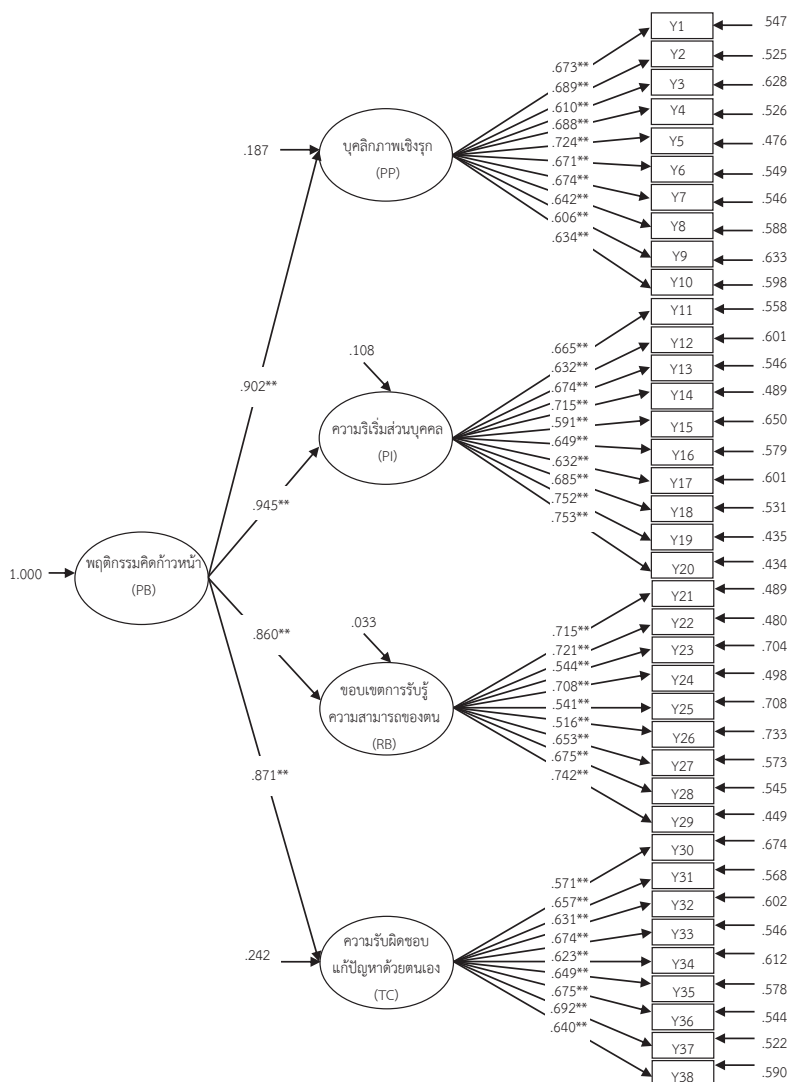 1.000
พฤติกรรมคิดก้าวหน้า
(PB)
.902**
.945**
.860**
.871**
.187
บุคลิกภาพเชิงรุก
(PP)
.673**
.689**
.610**
.688**
.724**
.671**
.674**
.642**
.606**
.634**
Y1 .547
Y2 .525
Y3 .628
Y4 .526
Y5 .476
Y6 .549
Y7 .546
Y8 .588
Y9 .633
Y10 .598
.108
ความริเริ่มส่วนบุคคล
(PI)
.665**
.632**
.674**
.715**
.591**
.649**
.632**
.685**
.752**
.753**
Y11 .558
Y12 .601
Y13 .546
Y14 .489
Y15 .650
Y16 .579
Y17 .601
Y18 .531
Y19 .435
Y20 .434
.033
ขอบเขตการรับรู้
ความสามารถของตน
(RB)
.715**
.721**
.544**
.708**
.541**
.516**
.653**
.675**
.742**
Y21 .489
Y22 .480
Y23 .704
Y24 .498
Y25 .708
Y26 .733
Y27 .573
Y28 .545
Y29 .449
.242
ความรับผิดชอบ
แก้ปัญหาด้วยตนเอง
(TC)
.571**
.657**
.631**
.674**
.623**
.649**
.675**
.692**
.640**
Y30 .674
Y31 .568
Y32 .602
Y33 .546
Y34 .612
Y35 .578
Y36 .544
Y37 .522
Y38 .590